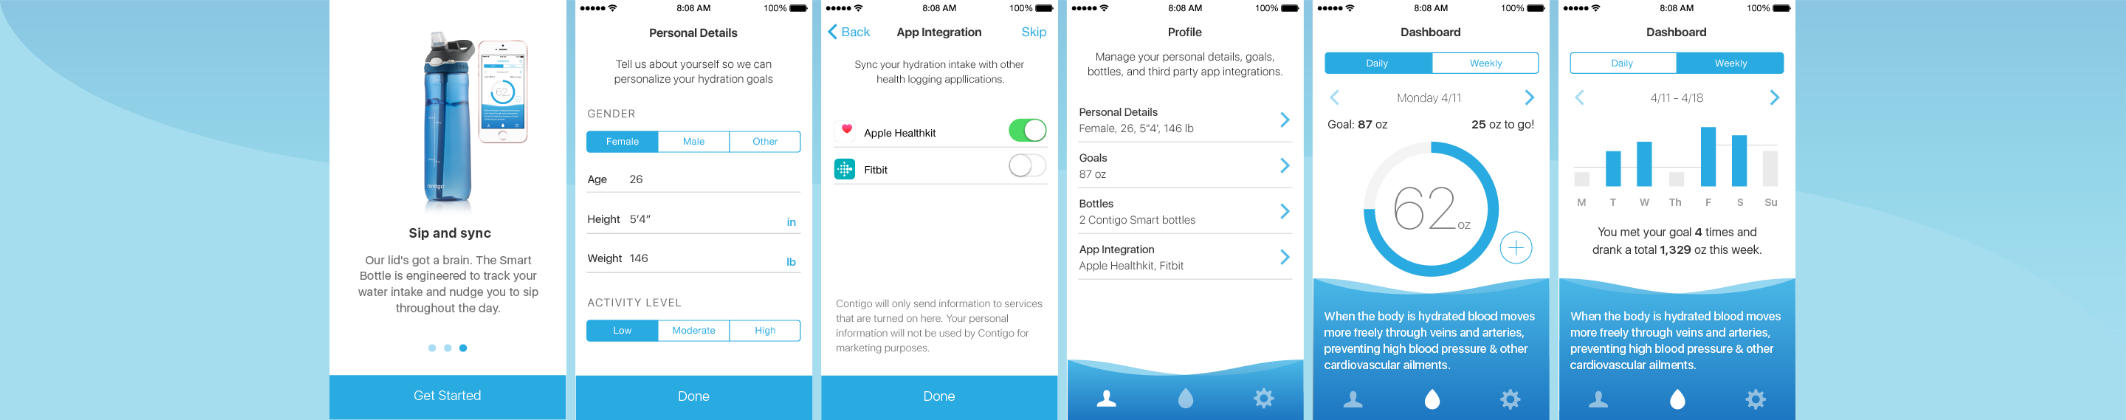 Sip and sync
Our lid's got a brain. The Smart
Bottle is engineered to track your
water intake and nudge you to sip
throughout the day.
Get Started
8:08 AM
100%
Personal Details
Tell us about yourself so we can
personalize your hydration goals
GENDER
Female Male Other
Age 26
Height 5'4" in
Weight 146 lb
ACTIVITY LEVEL
Low Moderate High
Done
8:08 AM
100%
Back App Integration Skip
Sync your hydration intake with other
health logging appllications.
Apple Healthkit
Fitbit
Contigo will only send information to services
that are turned on here. Your personal
information will not be used by Contigo for
marketing purposes.
Done
8:08 AM
100%
Profile
Manage your personal details, goals,
bottles, and third party app integrations.
Personal Details
Female, 26, 5"4', 146 lb
Goals
87 oz
Bottles
2 Contigo Smart bottles
App Integration
Apple Healthkit, Fitbit
8:08 AM
100%
Dashboard
Daily Weekly
Monday 4/11
Goal: 87 oz 25 oz to go!
62 oz
When the body is hydrated blood moves
more freely through veins and arteries,
preventing high blood pressure & other
cardiovascular ailments.
8:08 AM
100%
Dashboard
Daily Weekly
4/11 - 4/18
M T W Th F S Su
You met your goal 4 times and
drank a total 1,329 oz this week.
When the body is hydrated blood moves
more freely through veins and arteries,
preventing high blood pressure & other
cardiovascular ailments.